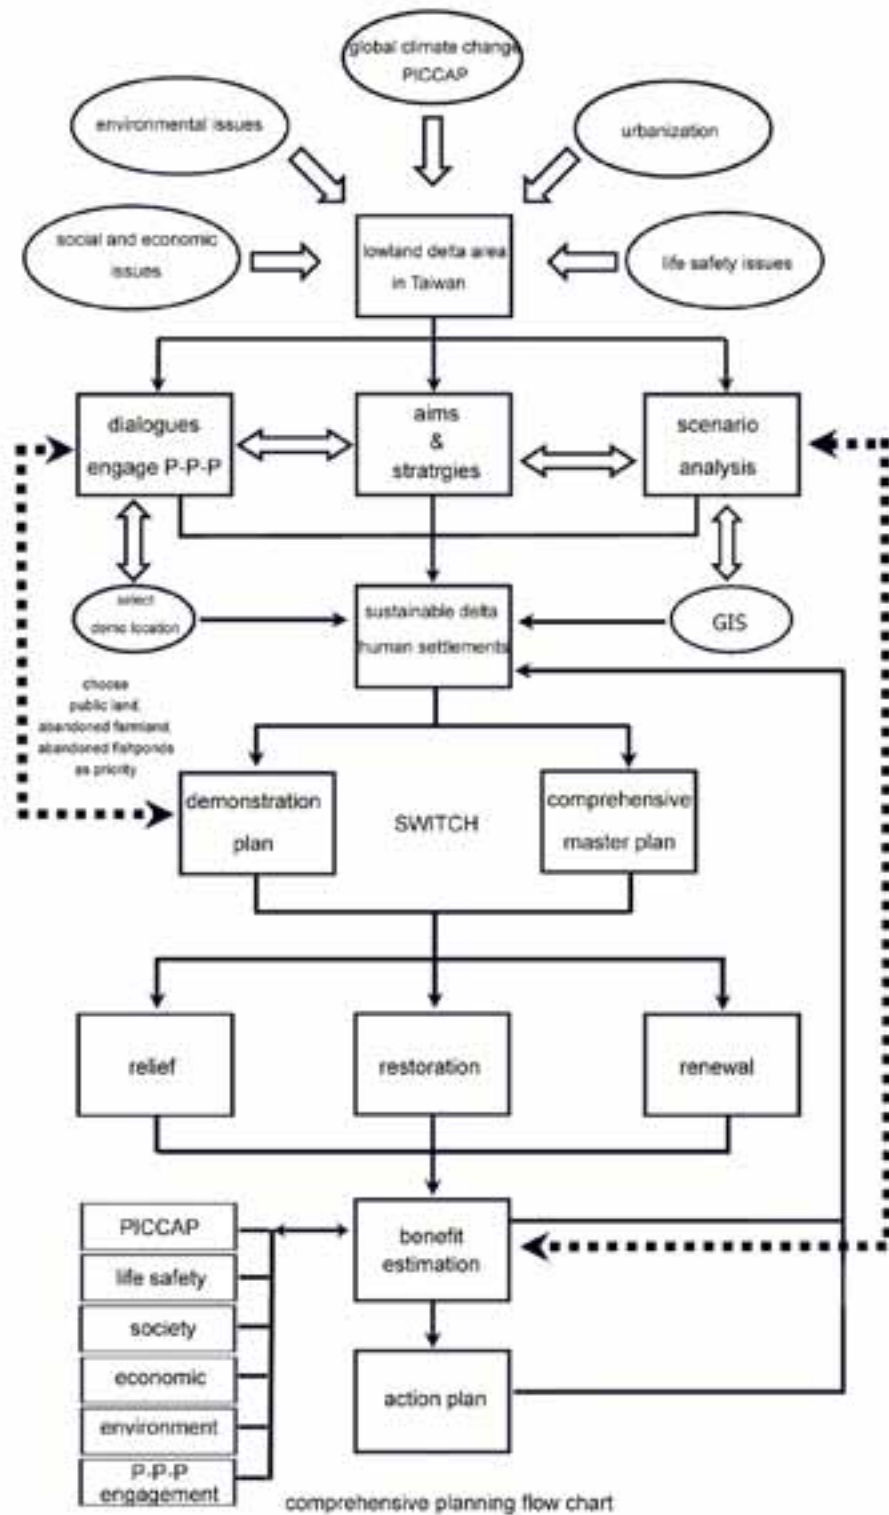 global climate change
PICCAP
environmental issues
urbanization
social and economic
issues
lowland delta area
in Taiwan
life safety issues
dialogues
engage P-P-P
aims
&
stratrgies
scenario
analysis
select
demo location
sustainable delta
human settlements
GIS
choose
public land,
abandoned farmland,
abandoned fishponds
as priority
demonstration
plan
SWITCH
comprehensive
master plan
relief
restoration
renewal
PICCAP
life safety
society
economic
environment
P-P-P
engagement
benefit
estimation
action plan
comprehensive planning flow chart